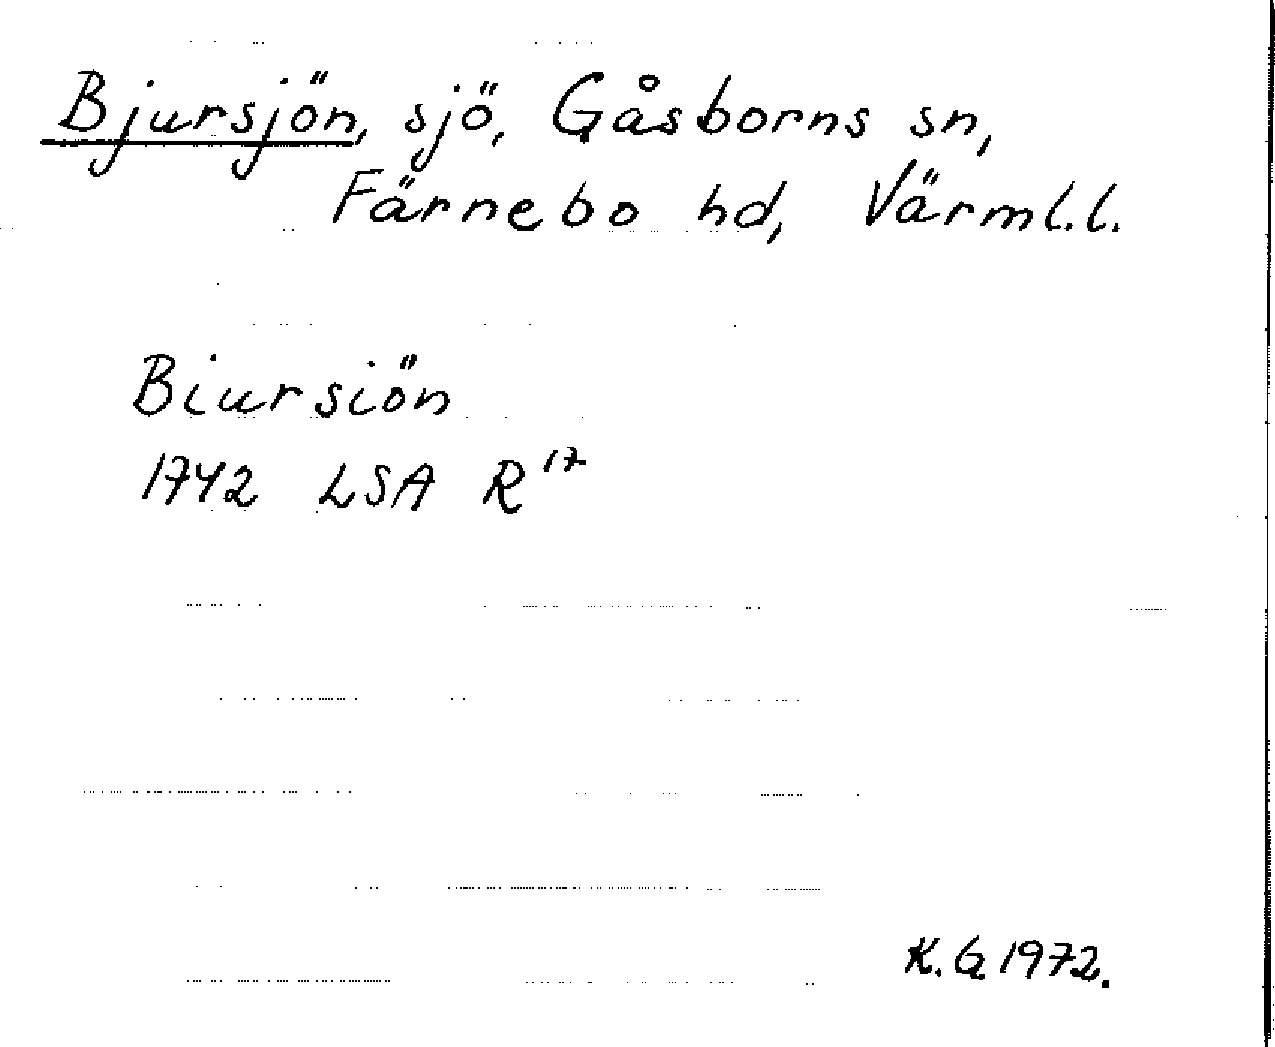 Bjursjön, sjö, Gåsborns sn,
Färnebo hd, Värml.l.
Biursiön
1742 LSA R¹⁷
K.G 1972.